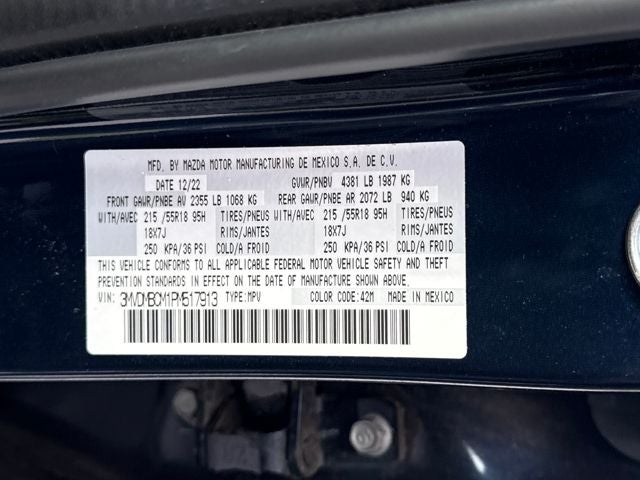 MFD. BY MAZDA MOTOR MANUFACTURING DE MEXICO S.A. DE C.V.
DATE 12/22 GVWR/PNBV 4381 LB 1987 KG
FRONT GAWR/PNBE AV 2355 LB 1068 KG REAR GAWR/PNBE AR 2072 LB 940 KG
WITH/AVEC 215 /55R18 95H TIRES/PNEUS WITH/AVEC 215 /55R18 95H TIRES/PNEUS
18X7J RIMS/JANTES 18X7J RIMS/JANTES
250 KPA/36 PSI COLD/A FROID 250 KPA/36 PSI COLD/A FROID
THIS VEHICLE CONFORMS TO ALL APPLICABLE FEDERAL MOTOR VEHICLE SAFETY AND THEFT
PREVENTION STANDARDS IN EFFECT ON THE DATE OF MANUFACTURE SHOWN ABOVE.
VIN: 3MVDMBCM1PM517913 TYPE:MPV COLOR CODE:42M MADE IN MEXICO